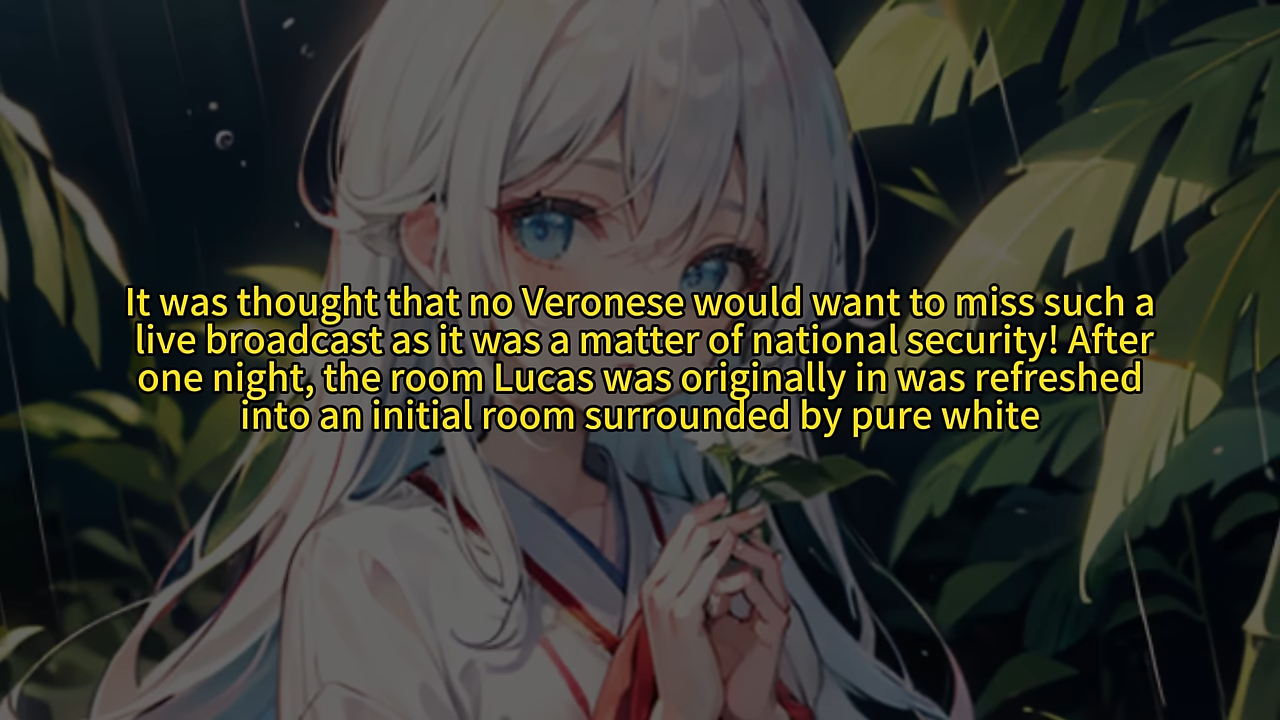 It was thought that no Veronese would want to miss such a
live broadcast as it was a matter of national security! After
one night, the room Lucas was originally in was refreshed
into an initial room surrounded by pure white